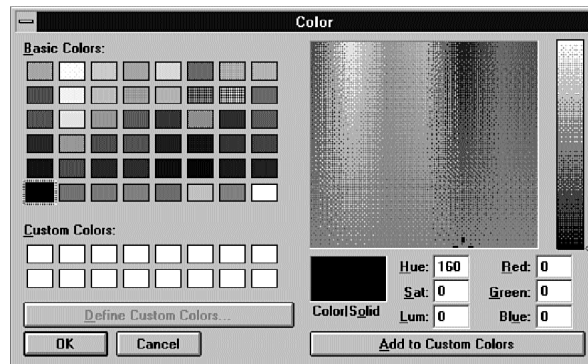 Color
Basic Colors:
Custom Colors:
Define Custom Colors...
OK Cancel
Color|Solid
Hue: 160 Red: 0
Sat: 0 Green: 0
Lum: 0 Blue: 0
Add to Custom Colors